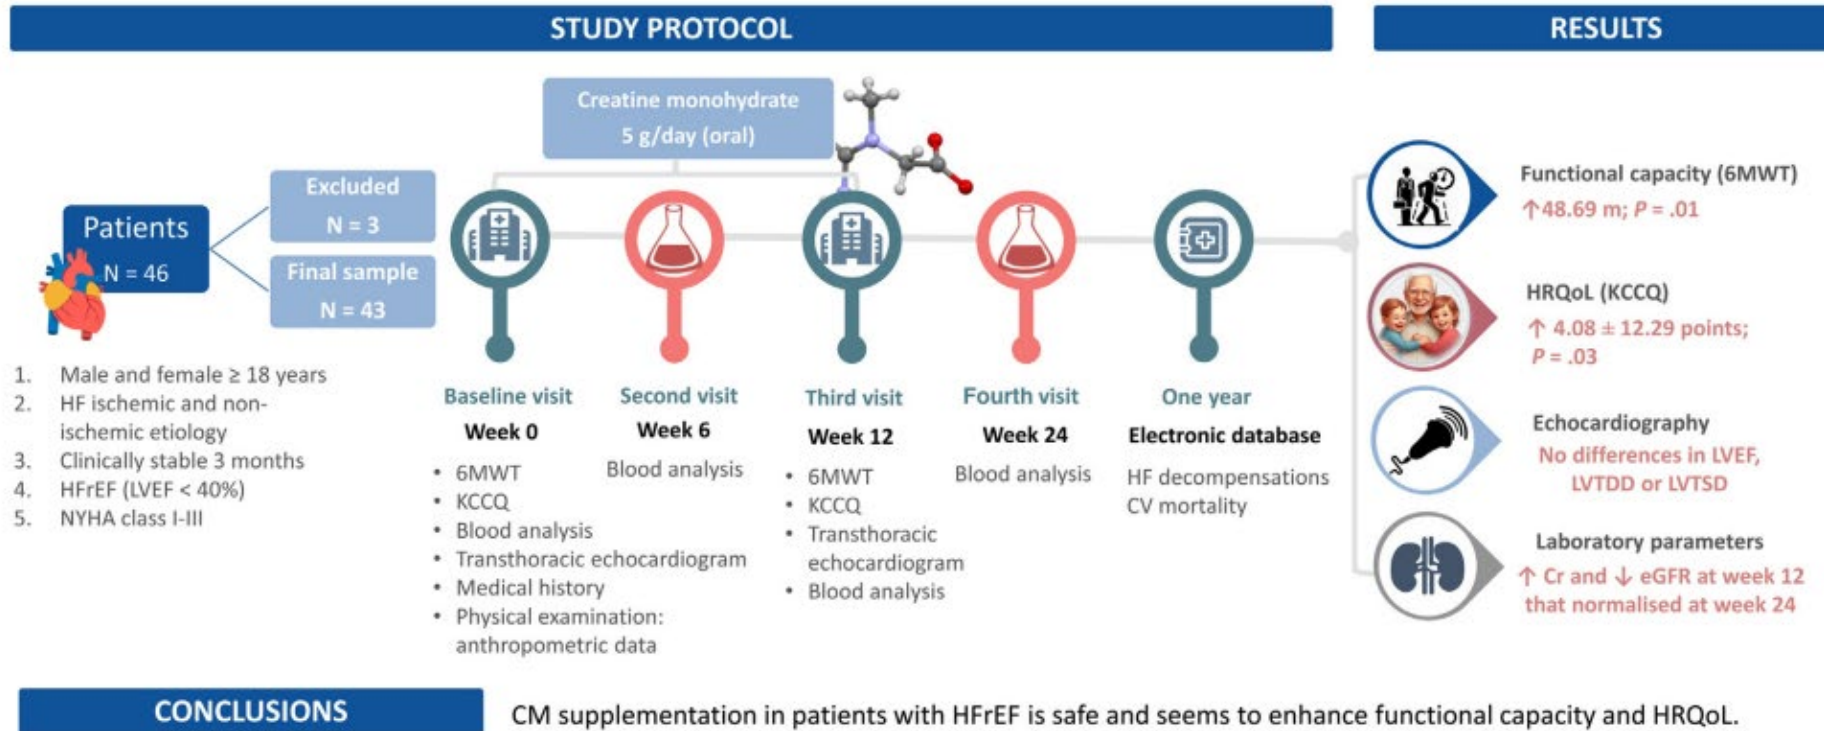 STUDY PROTOCOL
RESULTS
Creatine monohydrate
5 g/day (oral)
Patients
N = 46
Excluded
N = 3
Final sample
N = 43
1. Male and female ≥ 18 years
2. HF ischemic and non-
ischemic etiology
3. Clinically stable 3 months
4. HFrEF (LVEF < 40%)
5. NYHA class I-III
Baseline visit
Week 0
• 6MWT
• KCCQ
• Blood analysis
• Transthoracic echocardiogram
• Medical history
• Physical examination:
anthropometric data
Second visit
Week 6
Blood analysis
Third visit
Week 12
• 6MWT
• KCCQ
• Transthoracic
echocardiogram
• Blood analysis
Fourth visit
Week 24
Blood analysis
One year
Electronic database
HF decompensations
CV mortality
Functional capacity (6MWT)
↑48.69 m; P = .01
HRQoL (KCCQ)
↑ 4.08 ± 12.29 points;
P = .03
Echocardiography
No differences in LVEF,
LVTDD or LVTSD
Laboratory parameters
↑ Cr and ↓ eGFR at week 12
that normalised at week 24
CONCLUSIONS
CM supplementation in patients with HFrEF is safe and seems to enhance functional capacity and HRQoL.